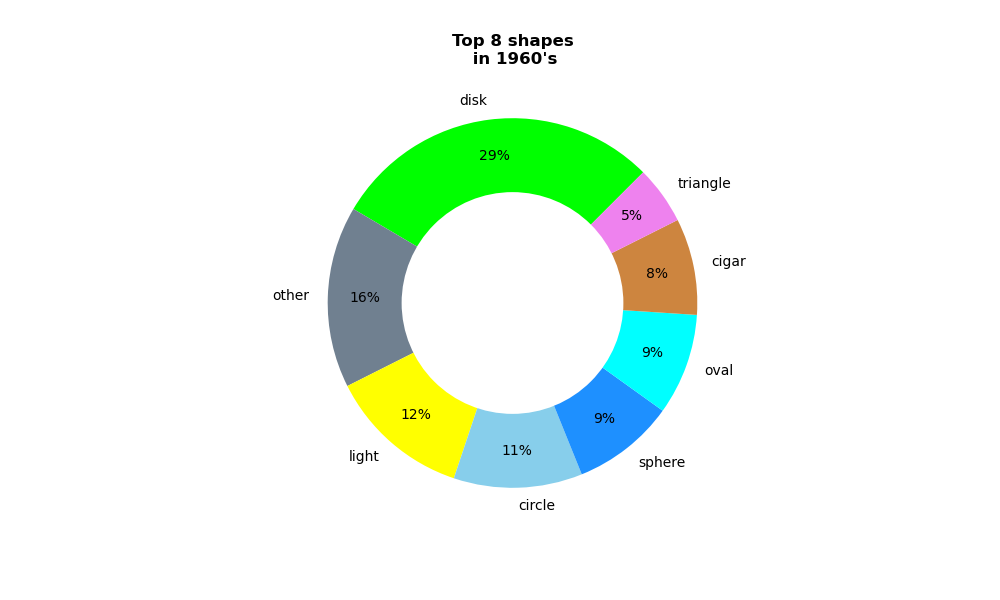 Top 8 shapes
in 1960's
disk
29%
triangle
5%
cigar
8%
other
16%
oval
9%
light
12%
circle
11%
sphere
9%